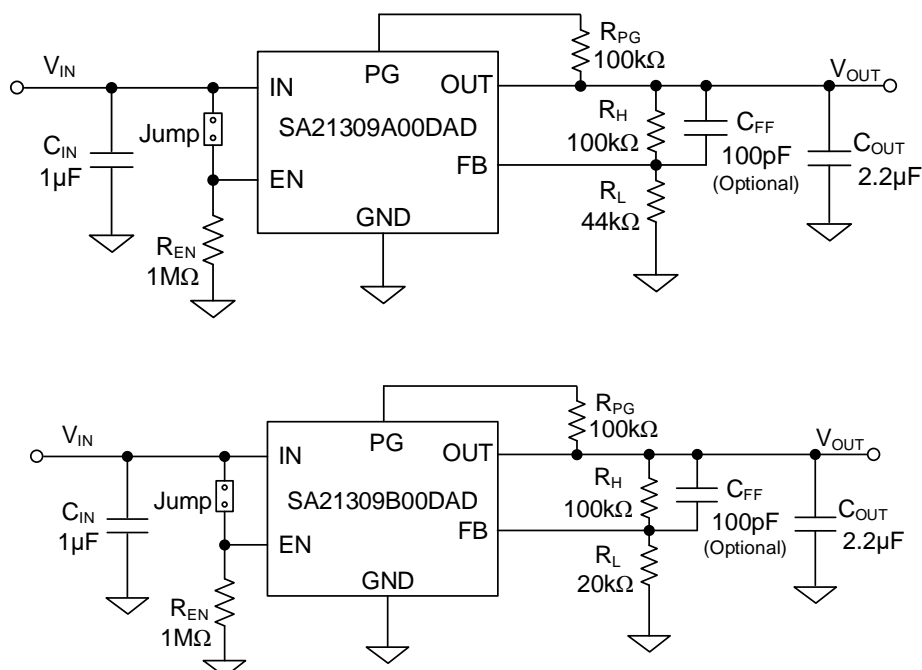 R_PG
100kΩ
V_IN
PG
IN
OUT
V_OUT
Jump
SA21309A00DAD
R_H
100kΩ
C_FF
100pF
(Optional)
C_IN
1µF
EN
FB
C_OUT
2.2µF
R_L
44kΩ
GND
R_EN
1MΩ
R_PG
100kΩ
V_IN
PG
IN
OUT
V_OUT
Jump
SA21309B00DAD
R_H
100kΩ
C_FF
100pF
(Optional)
C_IN
1µF
EN
FB
C_OUT
2.2µF
R_L
20kΩ
GND
R_EN
1MΩ